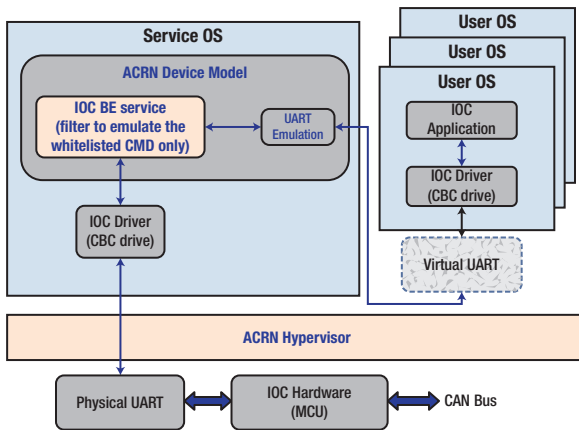 Service OS
ACRN Device Model
IOC BE service
(filter to emulate the
whitelisted CMD only)
UART
Emulation
IOC Driver
(CBC drive)
User OS
User OS
User OS
IOC
Application
IOC Driver
(CBC drive)
Virtual UART
ACRN Hypervisor
Physical UART
IOC Hardware
(MCU)
CAN Bus